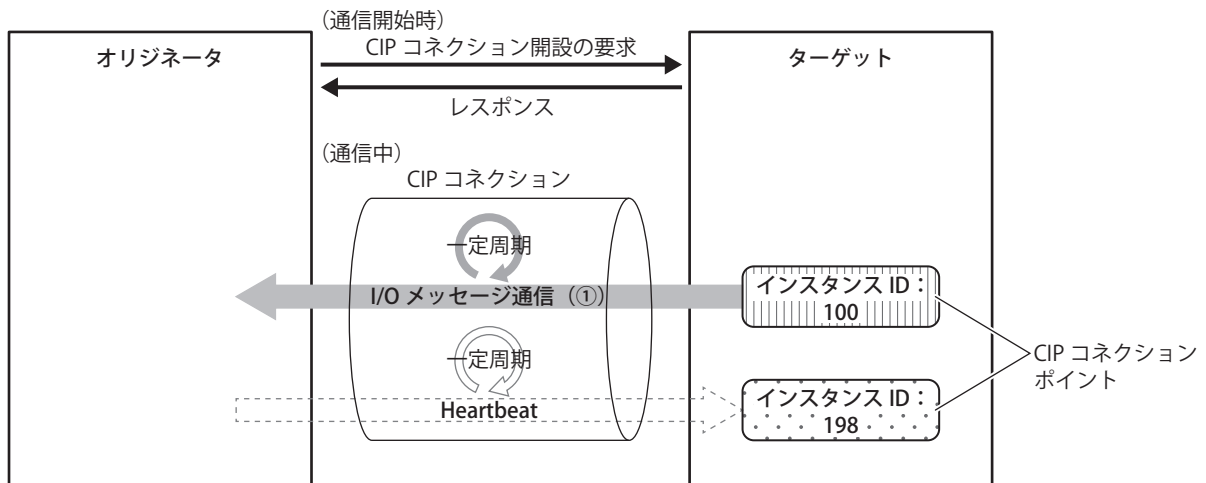 （通信開始時）
オリジネータ
CIP コネクション開設の要求
ターゲット
レスポンス
（通信中）
CIP コネクション
一定周期
I/O メッセージ通信（①）
インスタンス ID：
100
一定周期
CIP コネクション
ポイント
Heartbeat
インスタンス ID：
198